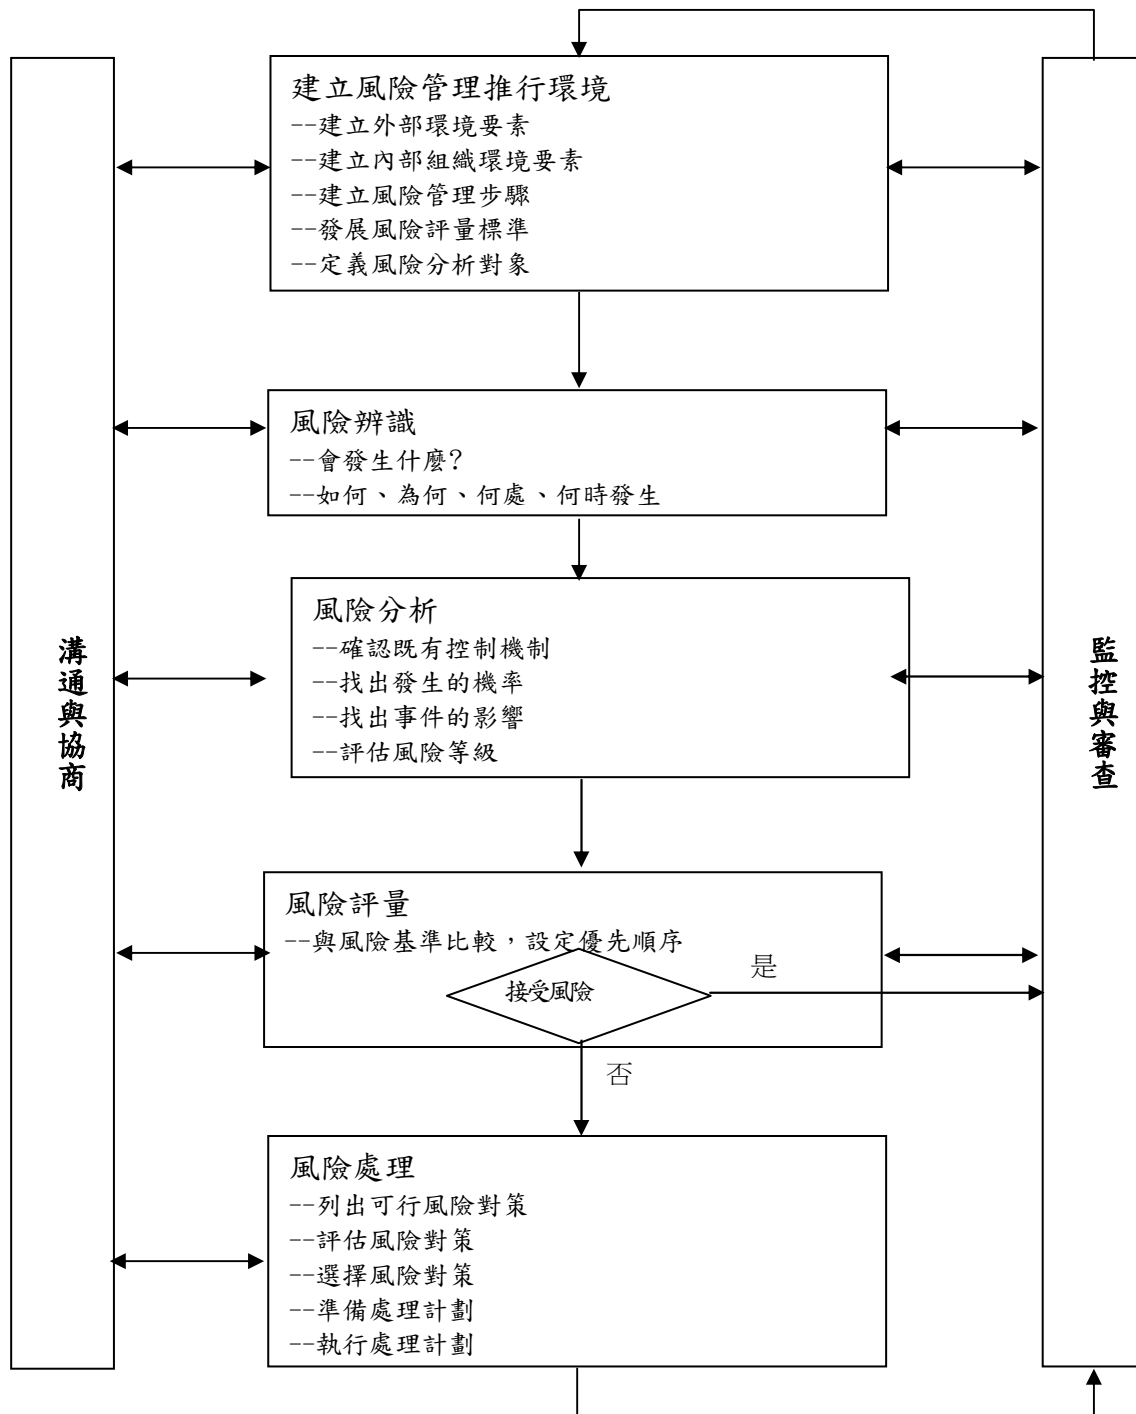 建立風險管理推行環境
--建立外部環境要素
--建立內部組織環境要素
--建立風險管理步驟
--發展風險評量標準
--定義風險分析對象
風險辨識
--會發生什麼?
--如何、為何、何處、何時發生
風險分析
--確認既有控制機制
--找出發生的機率
--找出事件的影響
--評估風險等級
溝通與協商
監控與審查
風險評量
--與風險基準比較，設定優先順序
是
接受風險
否
風險處理
--列出可行風險對策
--評估風險對策
--選擇風險對策
--準備處理計劃
--執行處理計劃